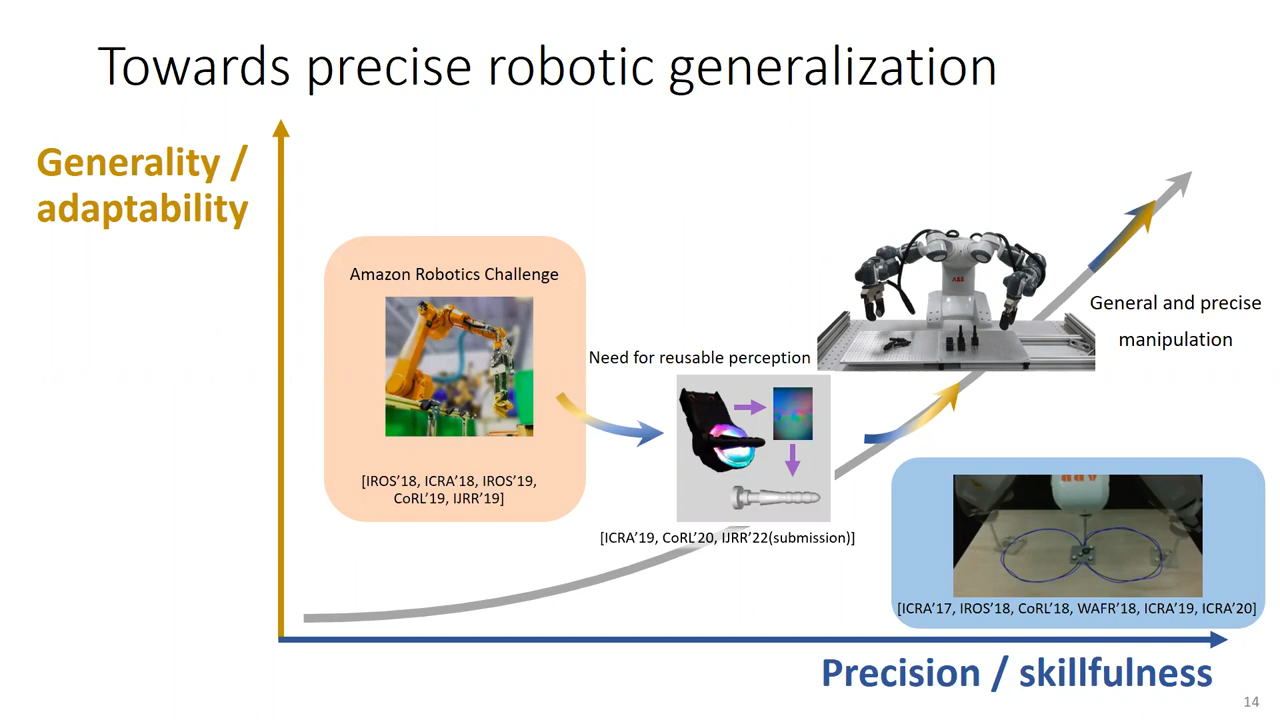 Towards precise robotic generalization
Generality /
adaptability
Amazon Robotics Challenge
[IROS’18, ICRA’18, IROS’19,
CoRL’19, IJRR’19]
Need for reusable perception
[ICRA’19, CoRL’20, IJRR’22(submission)]
ABB
General and precise
manipulation
[ICRA’17, IROS’18, CoRL’18, WAFR’18, ICRA’19, ICRA’20]
Precision / skillfulness
14